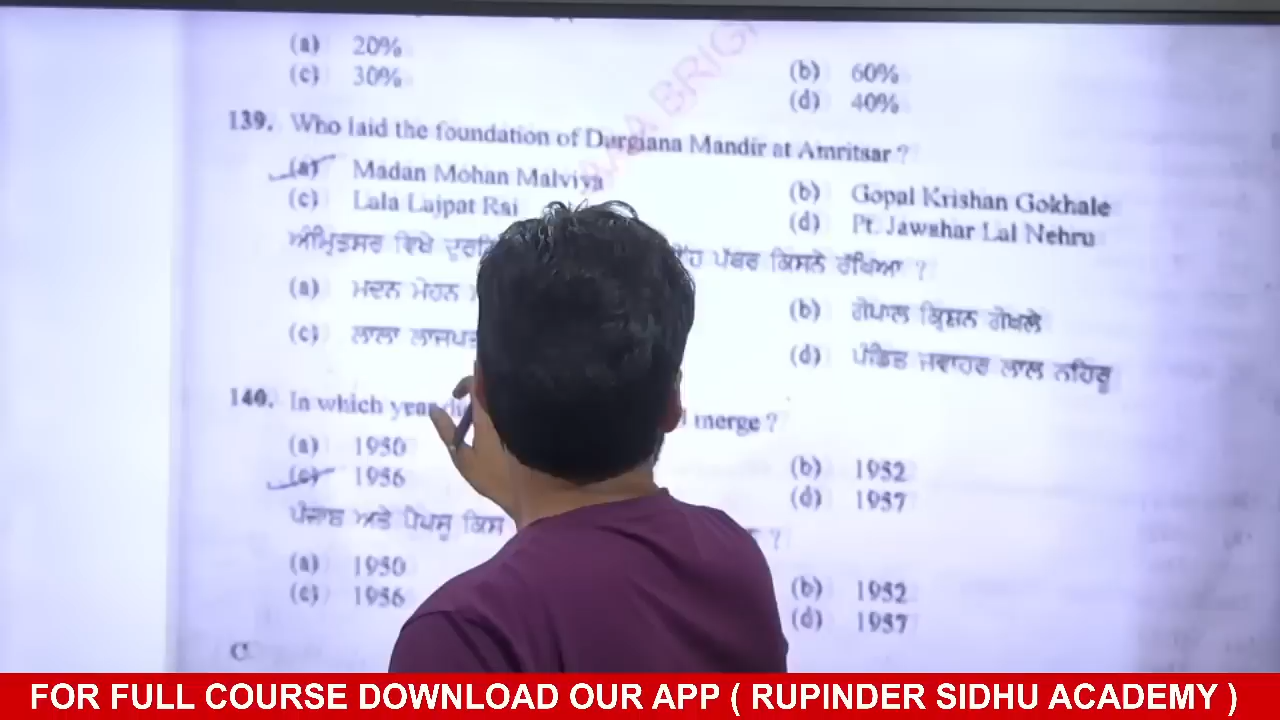 (a) 20%
(b) 60%
(c) 30%
(d) 40%
139. Who laid the foundation of Durgiana Mandir at Amritsar ?
(a) Madan Mohan Malviya
(b) Gopal Krishan Gokhale
(c) Lala Lajpat Rai
(d) Pt. Jawahar Lal Nehru
ਅੰਮ੍ਰਿਤਸਰ ਵਿਖੇ ਪੱਥਰ ਕਿਸਨੇ ਰੱਖਿਆ ?
(a) ਮਦਨ ਮੋਹਨ
(b) ਗੋਪਾਲ ਕ੍ਰਿਸ਼ਨ ਗੋਖਲੇ
(c) ਲਾਲਾ
(d) ਪੰਡਿਤ ਜਵਾਹਰ ਲਾਲ ਨਹਿਰੂ
140. In which year merge ?
(a) 1950
(b) 1952
(c) 1956
(d) 1957
ਪੰਜਾਬ ਅਤੇ ਪੈਪਸੂ ਕਿਸ ?
(a) 1950
(b) 1952
(c) 1956
(d) 1957
C
FOR FULL COURSE DOWNLOAD OUR APP ( RUPINDER SIDHU ACADEMY )